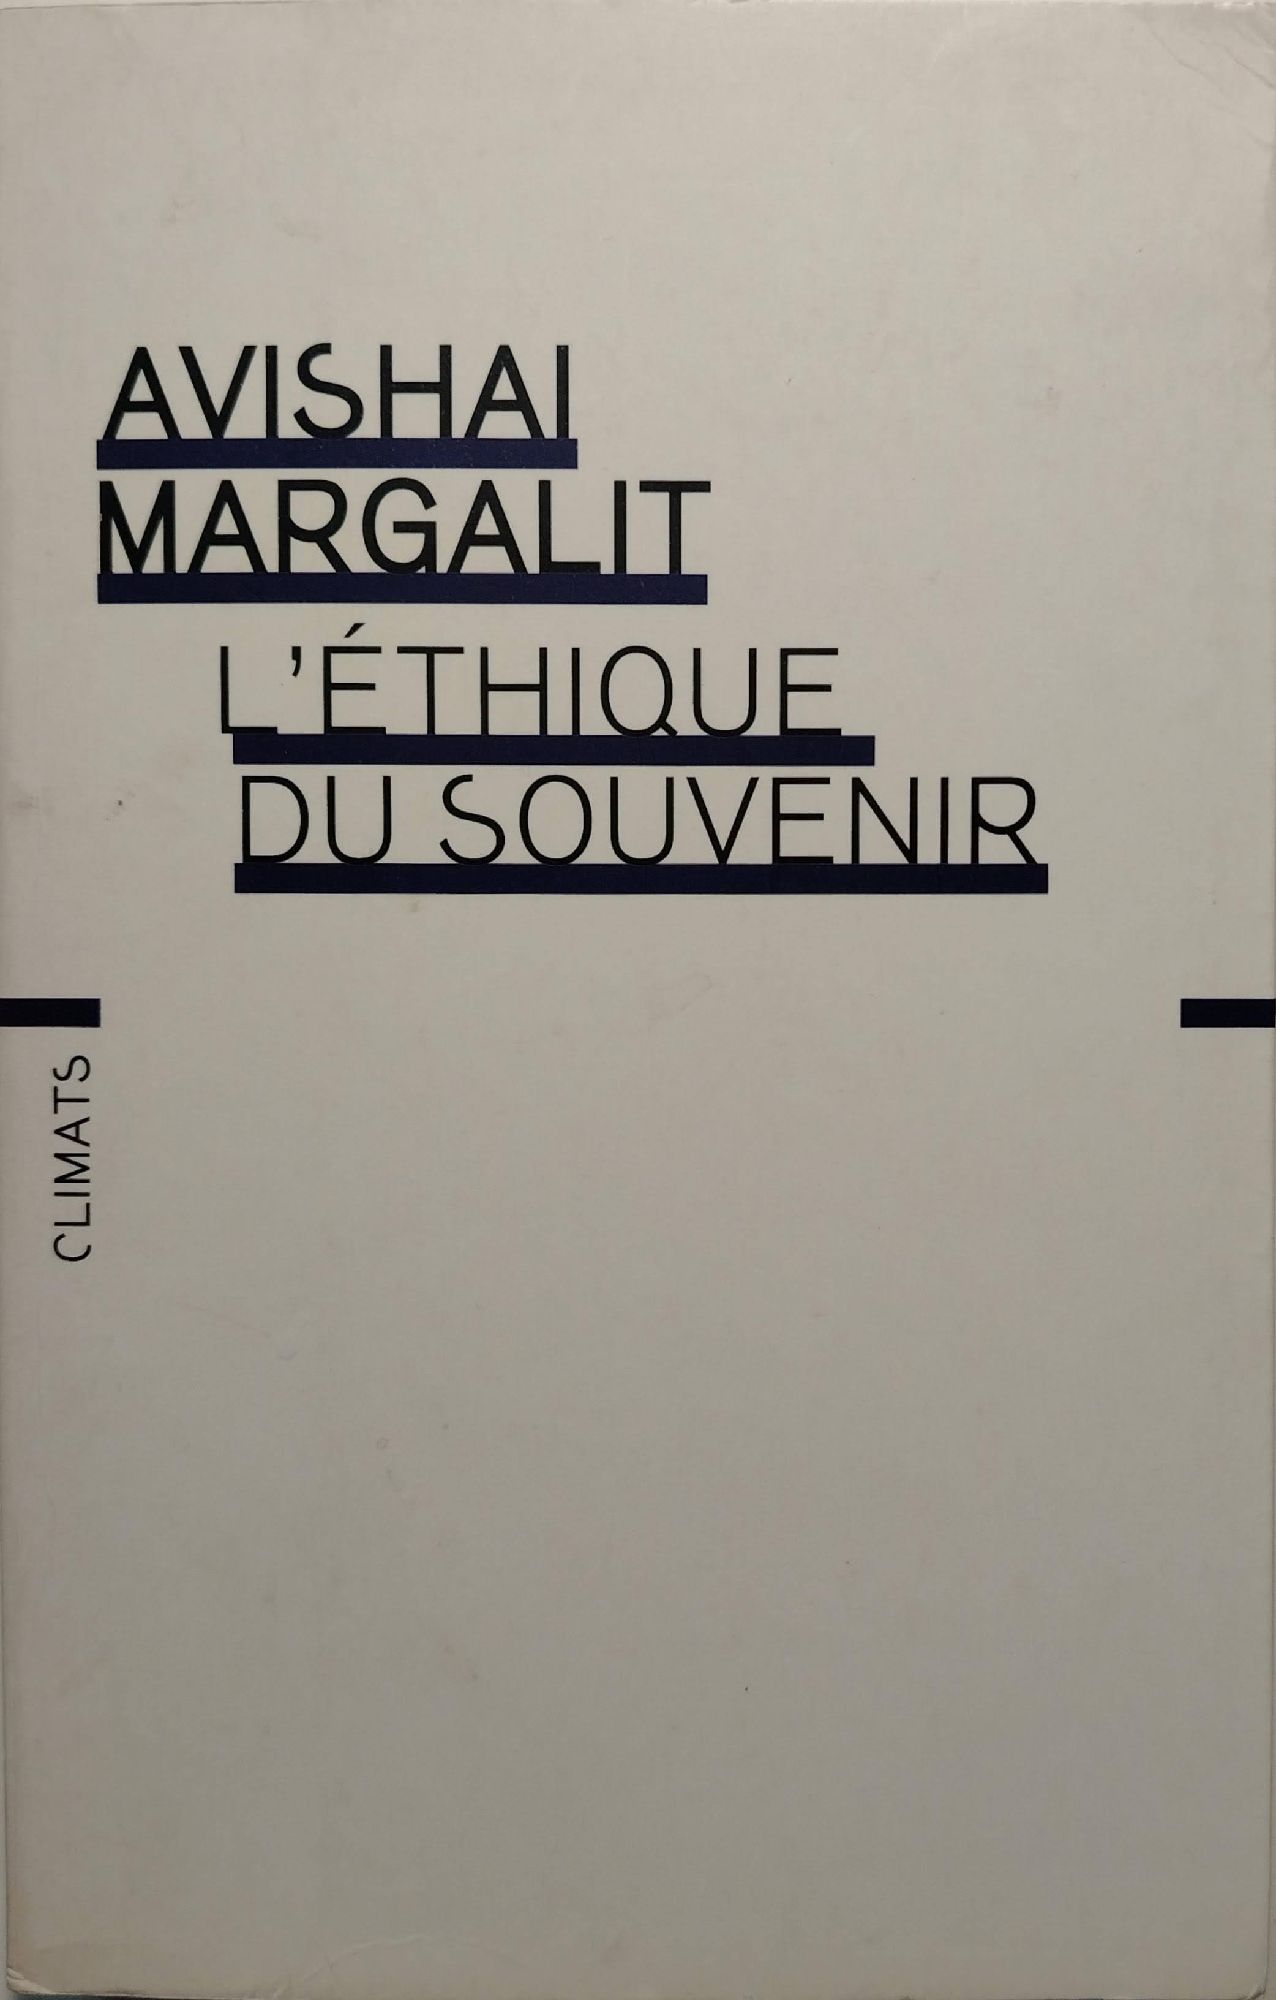 AVISHAI
MARGALIT
L'ÉTHIQUE
DU SOUVENIR
CLIMATS